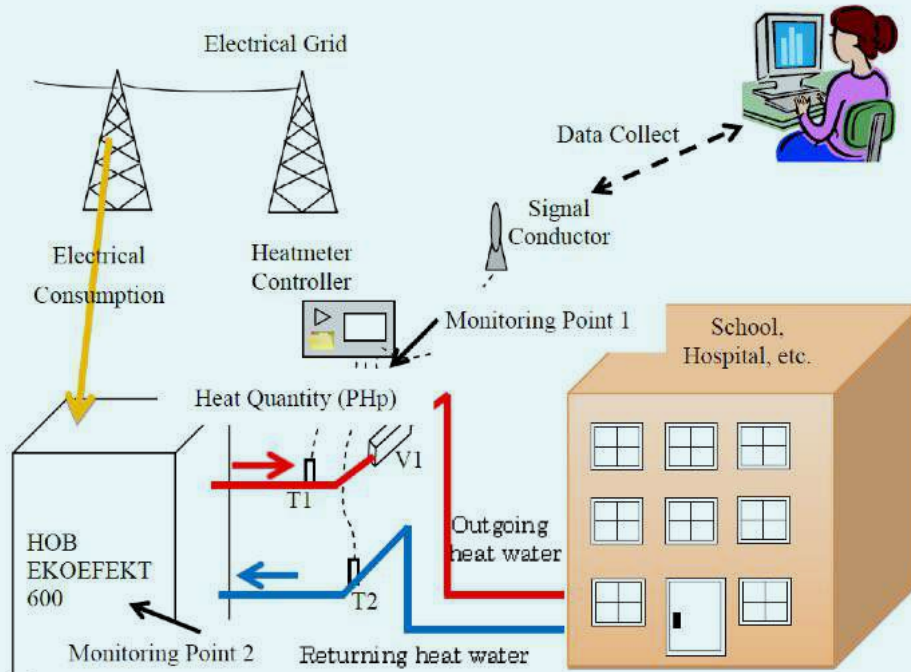 Electrical Grid
Data Collect
Signal
Conductor
Electrical
Consumption
Heatmeter
Controller
Monitoring Point 1
School,
Hospital, etc.
Heat Quantity (PHp)
V1
T1
Outgoing
heat water
HOB
EKOEFEKT
600
T2
Monitoring Point 2
Returning heat water